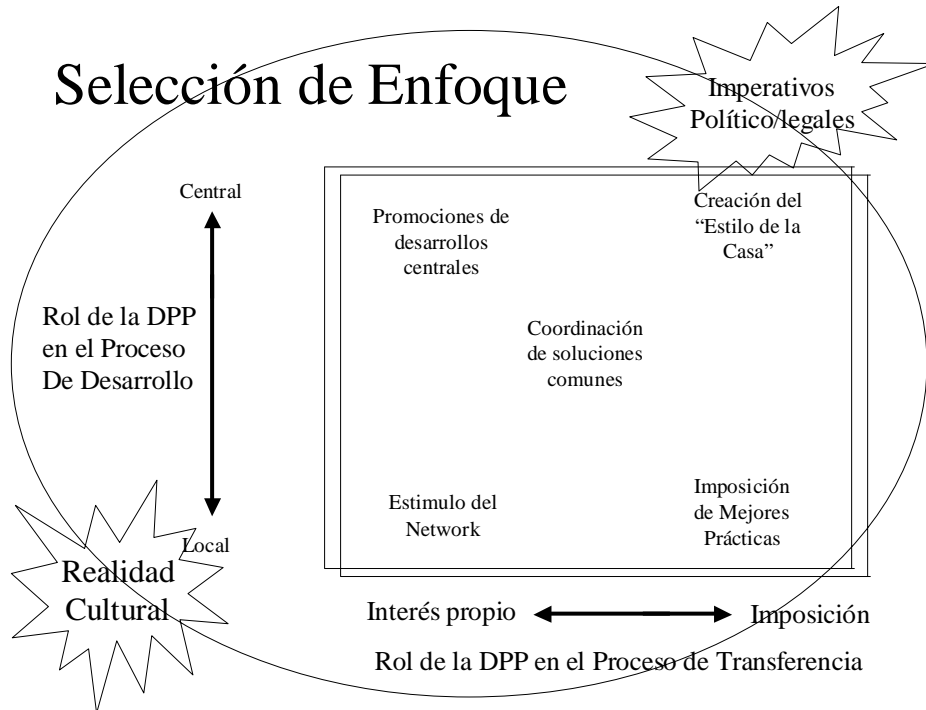 Selección de Enfoque
Imperativos
Político/legales
Central
Promociones de
desarrollos
centrales
Creación del
“Estilo de la
Casa”
Rol de la DPP
en el Proceso
De Desarrollo
Coordinación
de soluciones
comunes
Estimulo del
Network
Imposición
de Mejores
Prácticas
Local
Realidad
Cultural
Interés propio
Imposición
Rol de la DPP en el Proceso de Transferencia